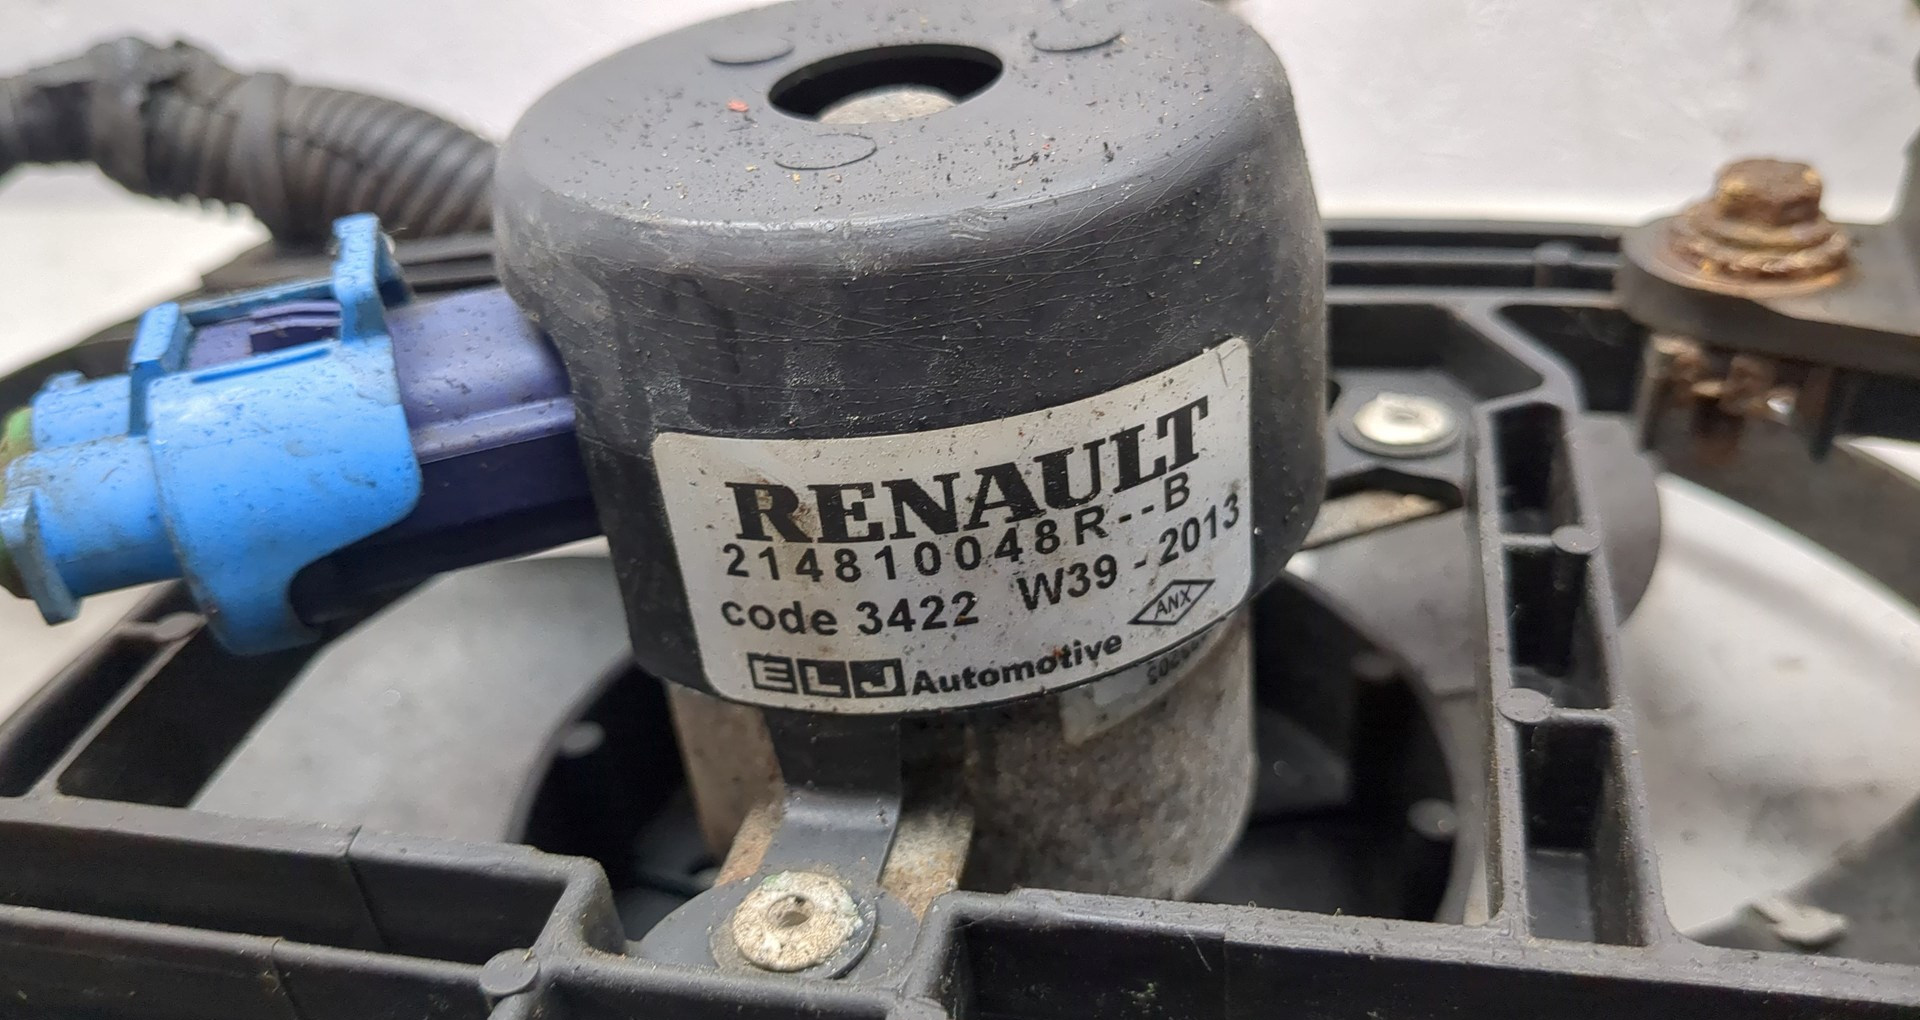 RENAULT
214810048R--B
code 3422 W39-2013
ANX
ELJ Automotive